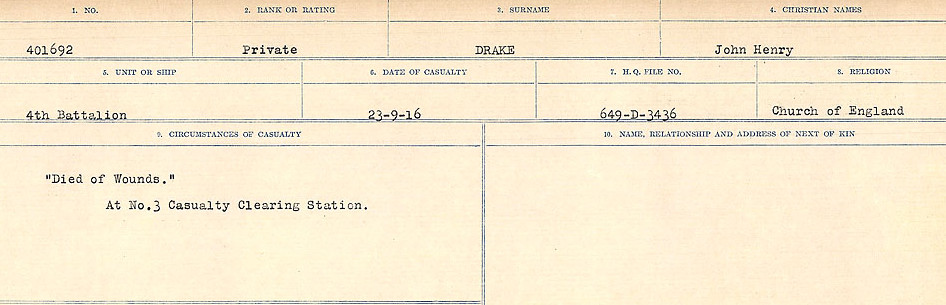 1. NO. 2. RANK OR RATING 3. SURNAME 4. CHRISTIAN NAMES
401692 Private DRAKE John Henry
5. UNIT OR SHIP 6. DATE OF CASUALTY 7. H.Q. FILE NO. 8. RELIGION
4th Battalion 23-9-16 649-D-3436 Church of England
9. CIRCUMSTANCES OF CASUALTY 10. NAME, RELATIONSHIP AND ADDRESS OF NEXT OF KIN
"Died of Wounds."
At No.3 Casualty Clearing Station.